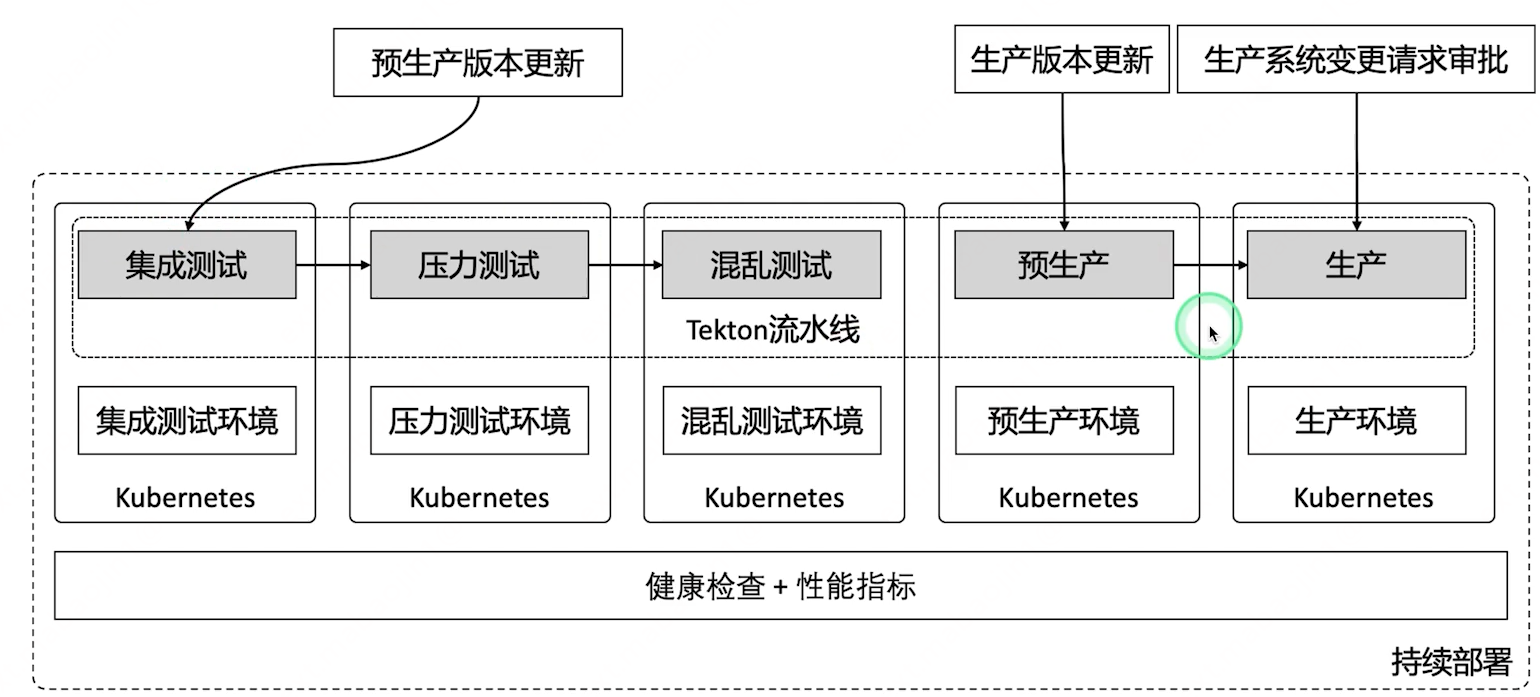 预生产版本更新
生产版本更新
生产系统变更请求审批
集成测试
压力测试
混乱测试
预生产
生产
Tekton流水线
集成测试环境
压力测试环境
混乱测试环境
预生产环境
生产环境
Kubernetes
Kubernetes
Kubernetes
Kubernetes
Kubernetes
健康检查 + 性能指标
持续部署